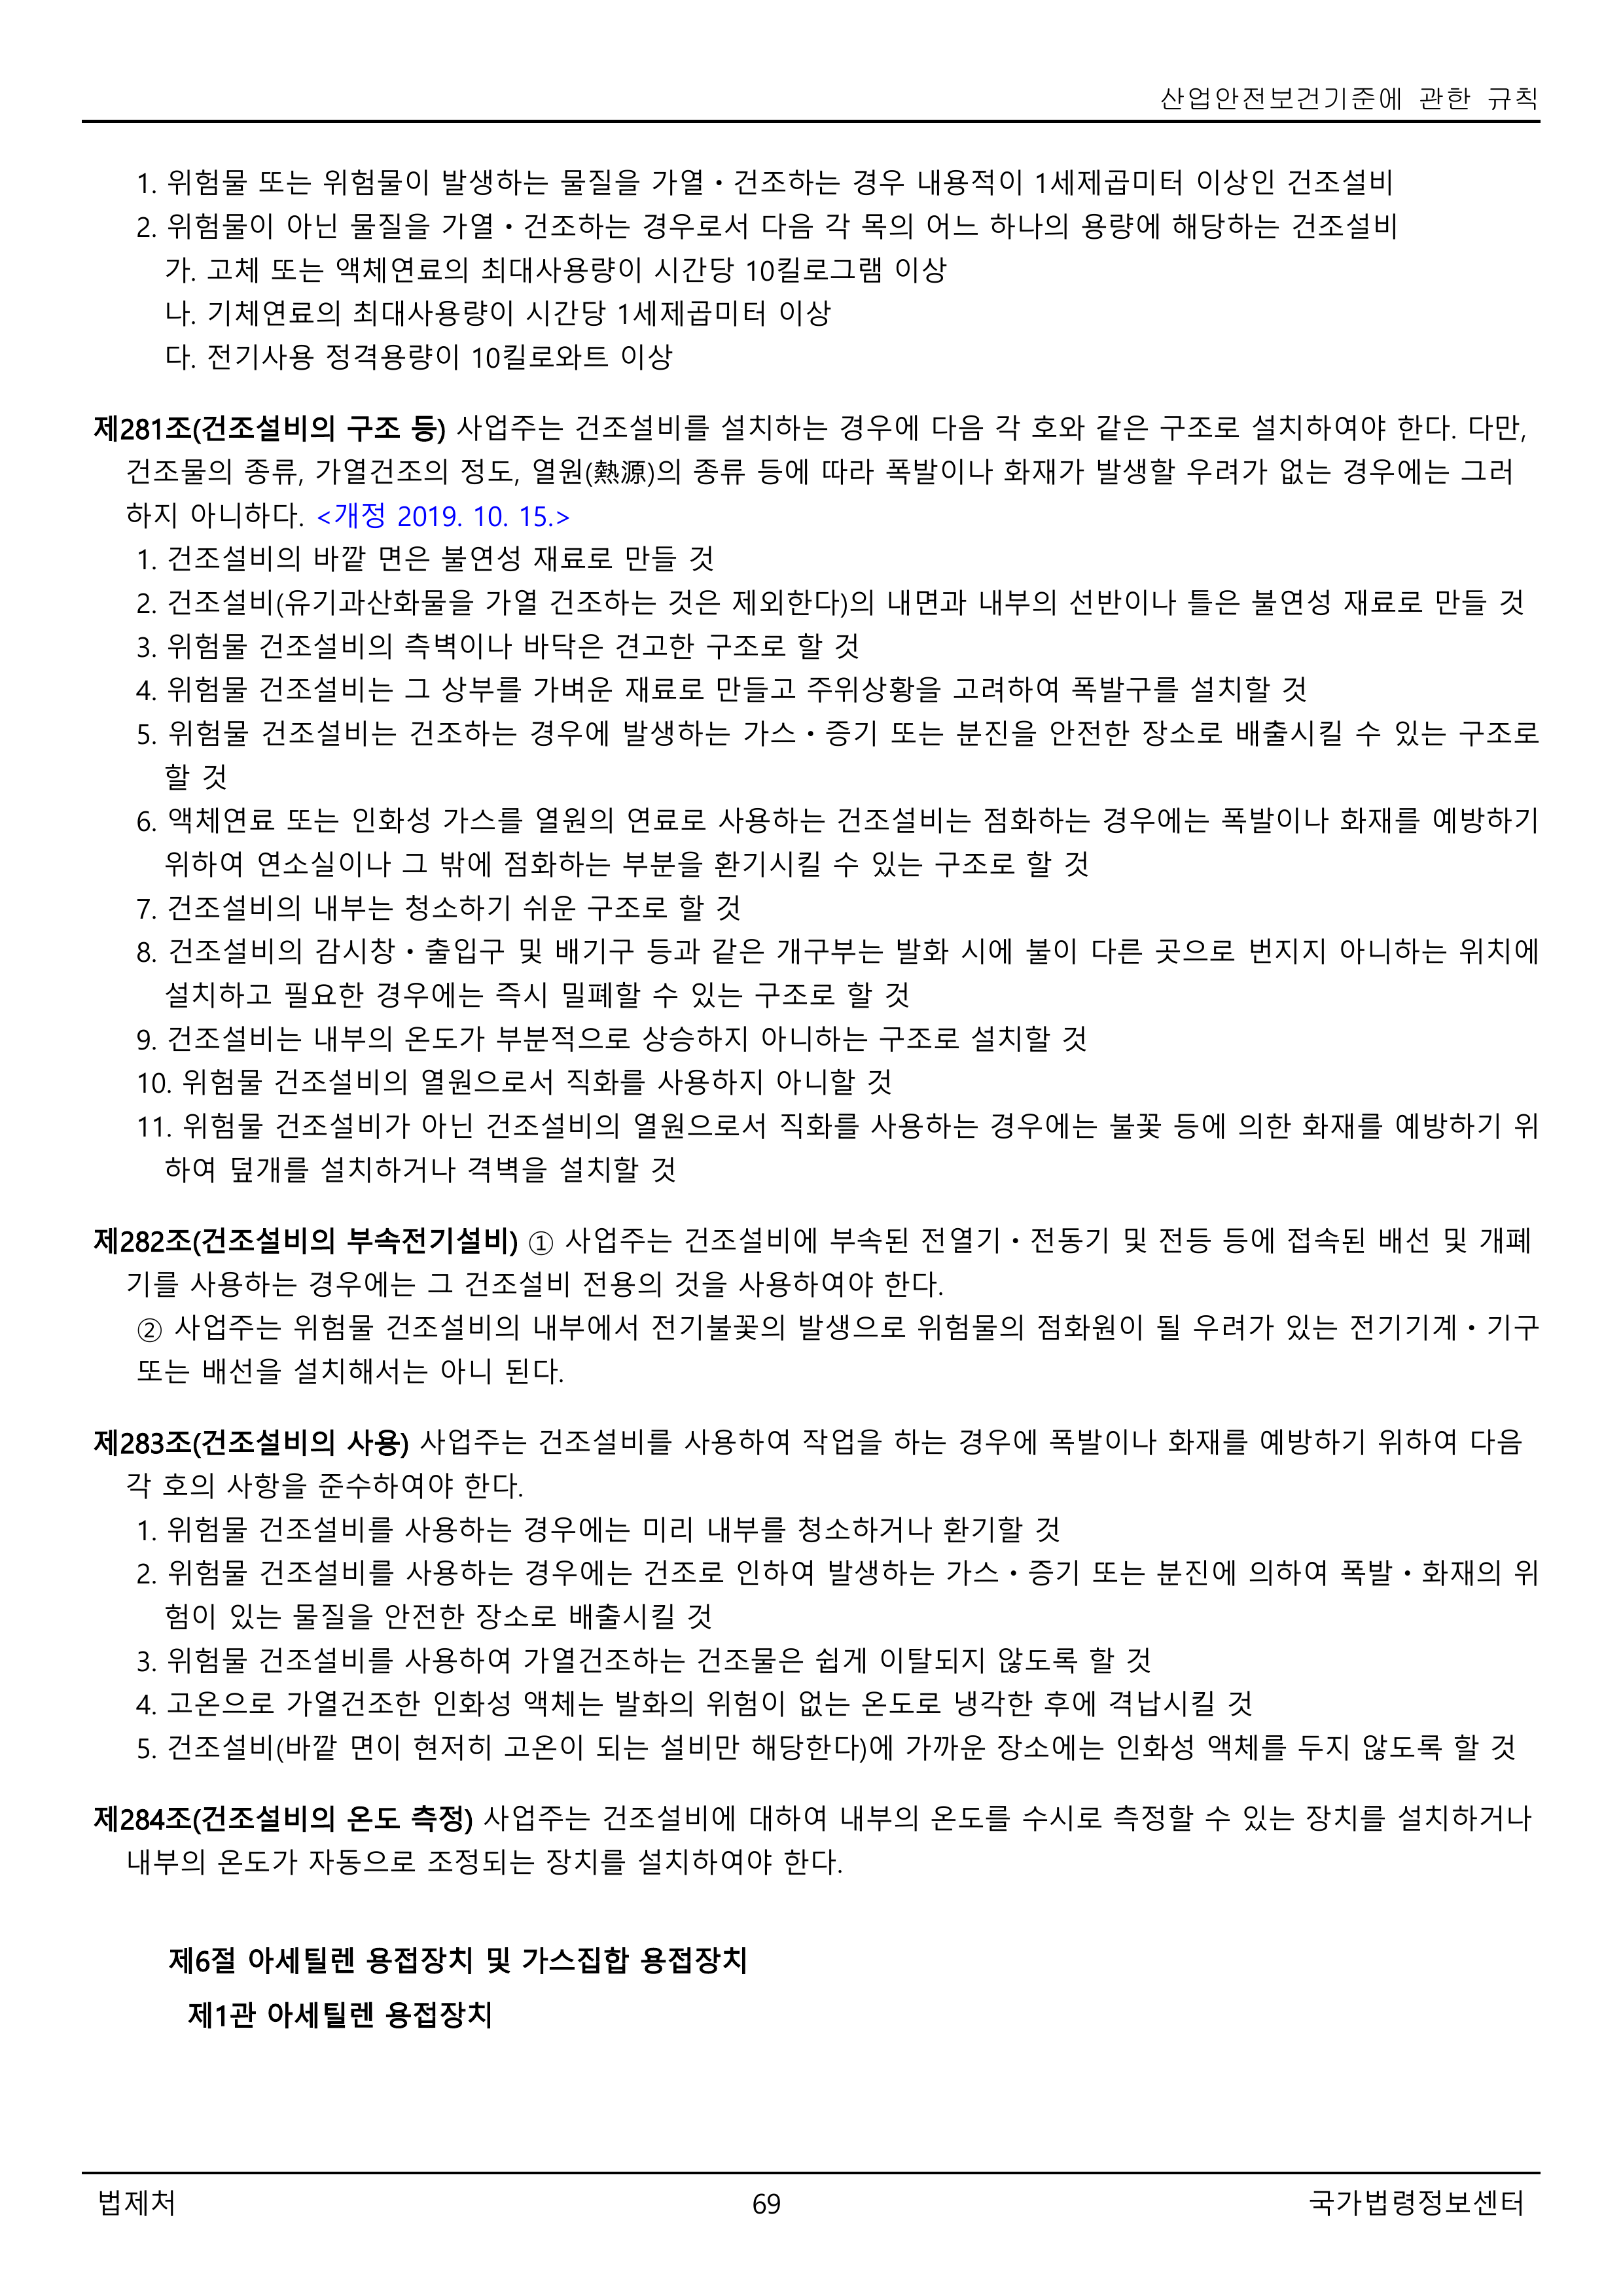 산업안전보건기준에 관한 규칙
1. 위험물 또는 위험물이 발생하는 물질을 가열ㆍ건조하는 경우 내용적이 1세제곱미터 이상인 건조설비
2. 위험물이 아닌 물질을 가열ㆍ건조하는 경우로서 다음 각 목의 어느 하나의 용량에 해당하는 건조설비
가. 고체 또는 액체연료의 최대사용량이 시간당 10킬로그램 이상
나. 기체연료의 최대사용량이 시간당 1세제곱미터 이상
다. 전기사용 정격용량이 10킬로와트 이상
제281조(건조설비의 구조 등) 사업주는 건조설비를 설치하는 경우에 다음 각 호와 같은 구조로 설치하여야 한다. 다만,
건조물의 종류, 가열건조의 정도, 열원(熱源)의 종류 등에 따라 폭발이나 화재가 발생할 우려가 없는 경우에는 그러
하지 아니하다. <개정 2019. 10. 15.>
1. 건조설비의 바깥 면은 불연성 재료로 만들 것
2. 건조설비(유기과산화물을 가열 건조하는 것은 제외한다)의 내면과 내부의 선반이나 틀은 불연성 재료로 만들 것
3. 위험물 건조설비의 측벽이나 바닥은 견고한 구조로 할 것
4. 위험물 건조설비는 그 상부를 가벼운 재료로 만들고 주위상황을 고려하여 폭발구를 설치할 것
5. 위험물 건조설비는 건조하는 경우에 발생하는 가스ㆍ증기 또는 분진을 안전한 장소로 배출시킬 수 있는 구조로
할 것
6. 액체연료 또는 인화성 가스를 열원의 연료로 사용하는 건조설비는 점화하는 경우에는 폭발이나 화재를 예방하기
위하여 연소실이나 그 밖에 점화하는 부분을 환기시킬 수 있는 구조로 할 것
7. 건조설비의 내부는 청소하기 쉬운 구조로 할 것
8. 건조설비의 감시창ㆍ출입구 및 배기구 등과 같은 개구부는 발화 시에 불이 다른 곳으로 번지지 아니하는 위치에
설치하고 필요한 경우에는 즉시 밀폐할 수 있는 구조로 할 것
9. 건조설비는 내부의 온도가 부분적으로 상승하지 아니하는 구조로 설치할 것
10. 위험물 건조설비의 열원으로서 직화를 사용하지 아니할 것
11. 위험물 건조설비가 아닌 건조설비의 열원으로서 직화를 사용하는 경우에는 불꽃 등에 의한 화재를 예방하기 위
하여 덮개를 설치하거나 격벽을 설치할 것
제282조(건조설비의 부속전기설비) ① 사업주는 건조설비에 부속된 전열기ㆍ전동기 및 전등 등에 접속된 배선 및 개폐
기를 사용하는 경우에는 그 건조설비 전용의 것을 사용하여야 한다.
② 사업주는 위험물 건조설비의 내부에서 전기불꽃의 발생으로 위험물의 점화원이 될 우려가 있는 전기기계ㆍ기구
또는 배선을 설치해서는 아니 된다.
제283조(건조설비의 사용) 사업주는 건조설비를 사용하여 작업을 하는 경우에 폭발이나 화재를 예방하기 위하여 다음
각 호의 사항을 준수하여야 한다.
1. 위험물 건조설비를 사용하는 경우에는 미리 내부를 청소하거나 환기할 것
2. 위험물 건조설비를 사용하는 경우에는 건조로 인하여 발생하는 가스ㆍ증기 또는 분진에 의하여 폭발ㆍ화재의 위
험이 있는 물질을 안전한 장소로 배출시킬 것
3. 위험물 건조설비를 사용하여 가열건조하는 건조물은 쉽게 이탈되지 않도록 할 것
4. 고온으로 가열건조한 인화성 액체는 발화의 위험이 없는 온도로 냉각한 후에 격납시킬 것
5. 건조설비(바깥 면이 현저히 고온이 되는 설비만 해당한다)에 가까운 장소에는 인화성 액체를 두지 않도록 할 것
제284조(건조설비의 온도 측정) 사업주는 건조설비에 대하여 내부의 온도를 수시로 측정할 수 있는 장치를 설치하거나
내부의 온도가 자동으로 조정되는 장치를 설치하여야 한다.
제6절 아세틸렌 용접장치 및 가스집합 용접장치
제1관 아세틸렌 용접장치
법제처 69 국가법령정보센터